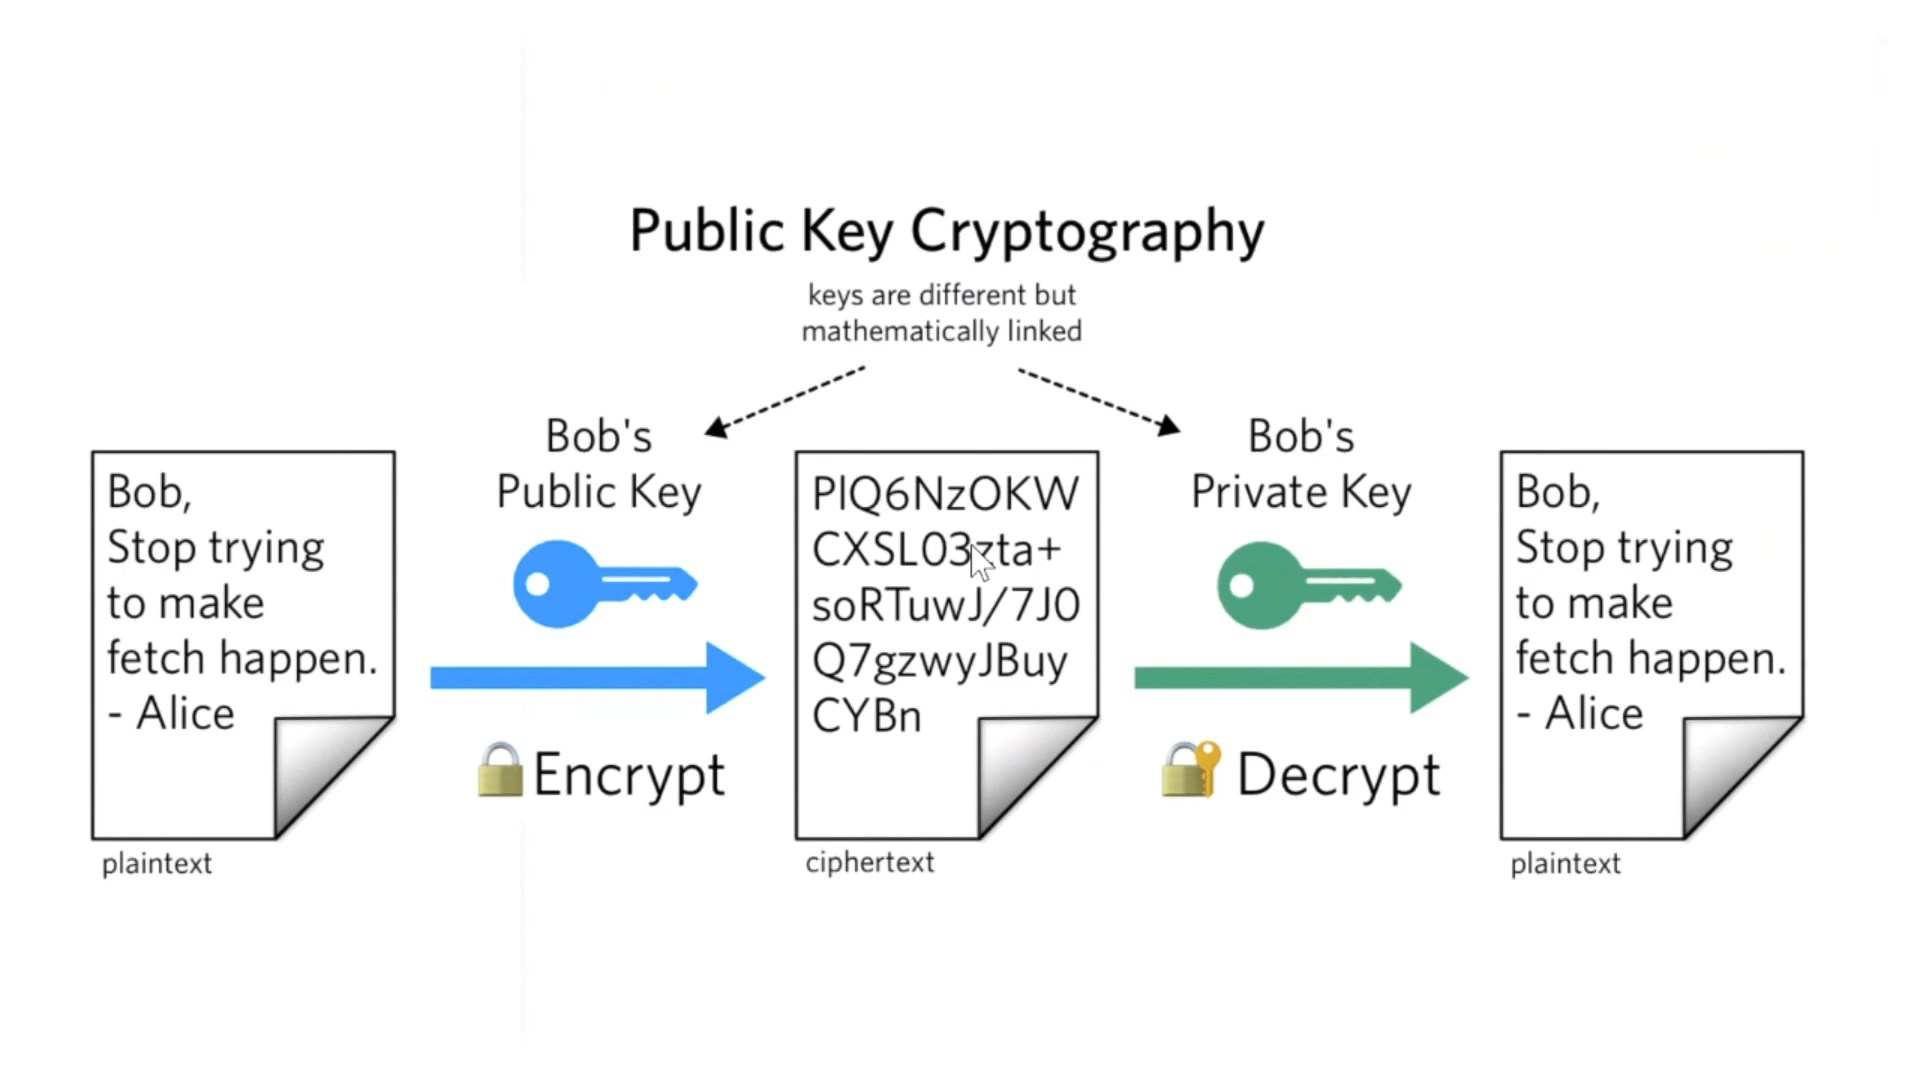 Public Key Cryptography
keys are different but
mathematically linked
Bob,
Stop trying
to make
fetch happen.
- Alice
plaintext
Bob's
Public Key
Encrypt
PIQ6NzOKW
CXSL03zta+
soRTuwJ/7J0
Q7gzwyJBuy
CYBn
ciphertext
Bob's
Private Key
Decrypt
Bob,
Stop trying
to make
fetch happen.
- Alice
plaintext